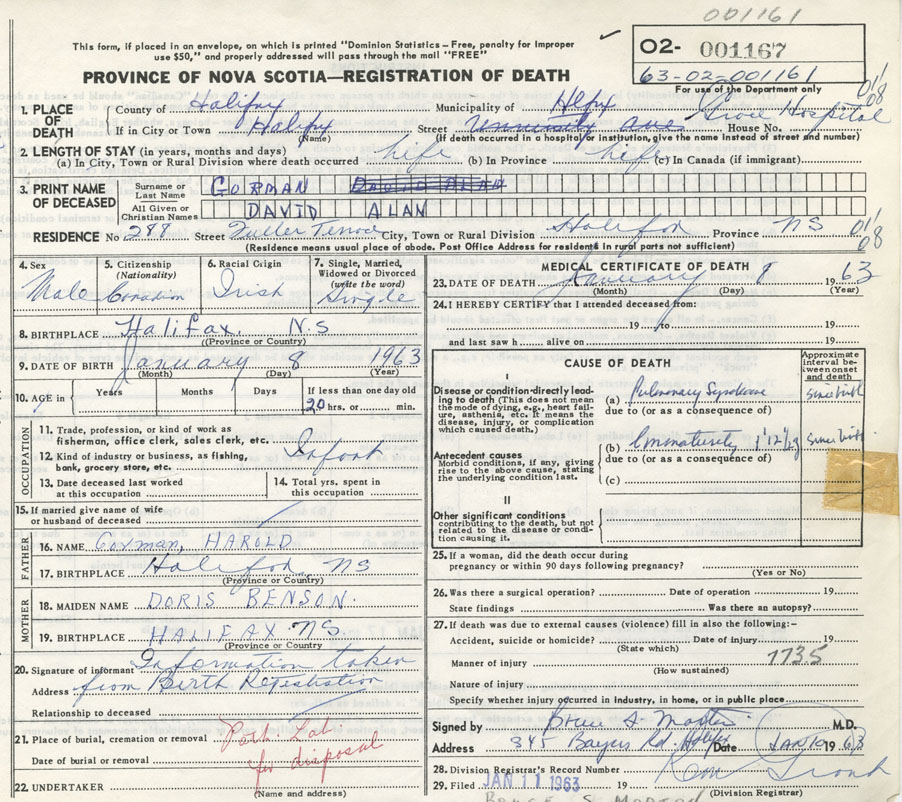 001161
This form, if placed in an envelope, on which is printed "Dominion Statistics—Free, penalty for improper
use $50," and properly addressed will pass through the mail "FREE"
02- 001167
63-02-001161
For use of the Department only
PROVINCE OF NOVA SCOTIA—REGISTRATION OF DEATH
1. PLACE OF DEATH
County of Halifax Municipality of Hlfx Grace Hospital
If in City or Town Halifax Street University ave House No.
(Name) (If death occurred in a hospital or institution, give the name instead of street and number)
2. LENGTH OF STAY (in years, months and days)
(a) In City, Town or Rural Division where death occurred life (b) In Province life (c) In Canada (if immigrant)
3. PRINT NAME OF DECEASED
Surname or Last Name GORMAN DAVID ALAN
All Given or Christian Names DAVID ALAN
RESIDENCE No 288 Street Fuller Terrace City, Town or Rural Division Halifax Province NS
(Residence means usual place of abode. Post Office Address for residents in rural parts not sufficient)
018
018
4. Sex Male
5. Citizenship (Nationality) Canadian
6. Racial Origin Irish
7. Single, Married, Widowed or Divorced (write the word) Single
8. BIRTHPLACE Halifax. N.S
(Province or Country)
9. DATE OF BIRTH January 8 1963
(Month) (Day) (Year)
10. AGE in Years Months Days If less than one day old
20 hrs. or min.
OCCUPATION
11. Trade, profession, or kind of work as fisherman, office clerk, sales clerk, etc.
12. Kind of industry or business, as fishing, bank, grocery store, etc.
Infant
13. Date deceased last worked at this occupation
14. Total yrs. spent in this occupation
15. If married give name of wife or husband of deceased
FATHER
16. NAME Gorman, HAROLD
17. BIRTHPLACE Halifax, NS
(Province or Country)
MOTHER
18. MAIDEN NAME DORIS BENSON.
19. BIRTHPLACE HALIFAX NS
(Province or Country)
20. Signature of informant Information taken
Address from Birth Registration
Relationship to deceased
21. Place of burial, cremation or removal Path. Lab.
Date of burial or removal for disposal
22. UNDERTAKER
(Name and address)
MEDICAL CERTIFICATE OF DEATH
23. DATE OF DEATH January 8 1963
(Month) (Day) (Year)
24. I HEREBY CERTIFY that I attended deceased from:
19 to 19
and last saw h alive on 19
CAUSE OF DEATH
Approximate interval between onset and death
I
Disease or condition directly leading to death (This does not mean the mode of dying, e.g., heart failure, asthenia, etc. It means the disease, injury, or complication which caused death.)
(a) Pulmonary Syndrome since birth
due to (or as a consequence of)
Antecedent causes
Morbid conditions, if any, giving rise to the above cause, stating the underlying condition last.
(b) Immaturity since birth
due to (or as a consequence of)
(c)
II
Other significant conditions
contributing to the death, but not related to the disease or condition causing it.
25. If a woman, did the death occur during
pregnancy or within 90 days following pregnancy?
(Yes or No)
26. Was there a surgical operation? Date of operation 19
State findings Was there an autopsy?
27. If death was due to external causes (violence) fill in also the following:—
Accident, suicide or homicide? Date of injury 19
(State which)
Manner of injury 7735
(How sustained)
Nature of injury
Specify whether injury occurred in industry, in home, or in public place
Signed by Bruce S. Morton M.D.
Address 345 Bayers Rd. Halifax Date JAN 10 1963
28. Division Registrar's Record Number
29. Filed JAN 11 1963 19
(Division Registrar)
BRUCE S. MORTON